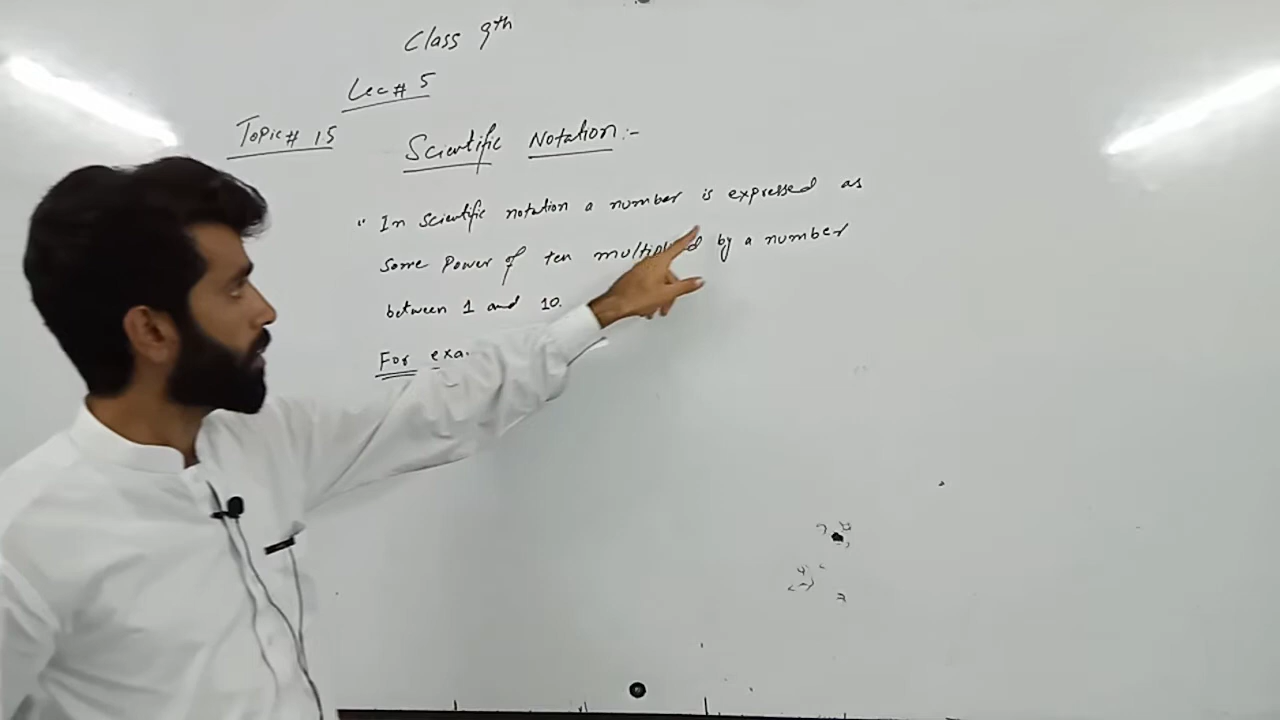 Class 9th
Lec # 5
Topic # 15
Scientific Notation:-
" In Scientific notation a number is expressed as
Some Power of ten multiplied by a number
between 1 and 10.
For exa.